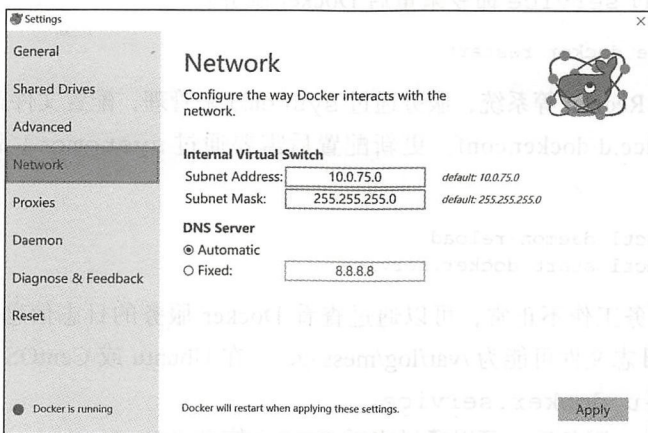 Settings
General
Shared Drives
Advanced
Network
Proxies
Daemon
Diagnose & Feedback
Reset
Docker is running
Network
Configure the way Docker interacts with the
network.
Internal Virtual Switch
Subnet Address: 10.0.75.0 default: 10.0.75.0
Subnet Mask: 255.255.255.0 default: 255.255.255.0
DNS Server
Automatic
Fixed: 8.8.8.8
Docker will restart when applying these settings.
Apply